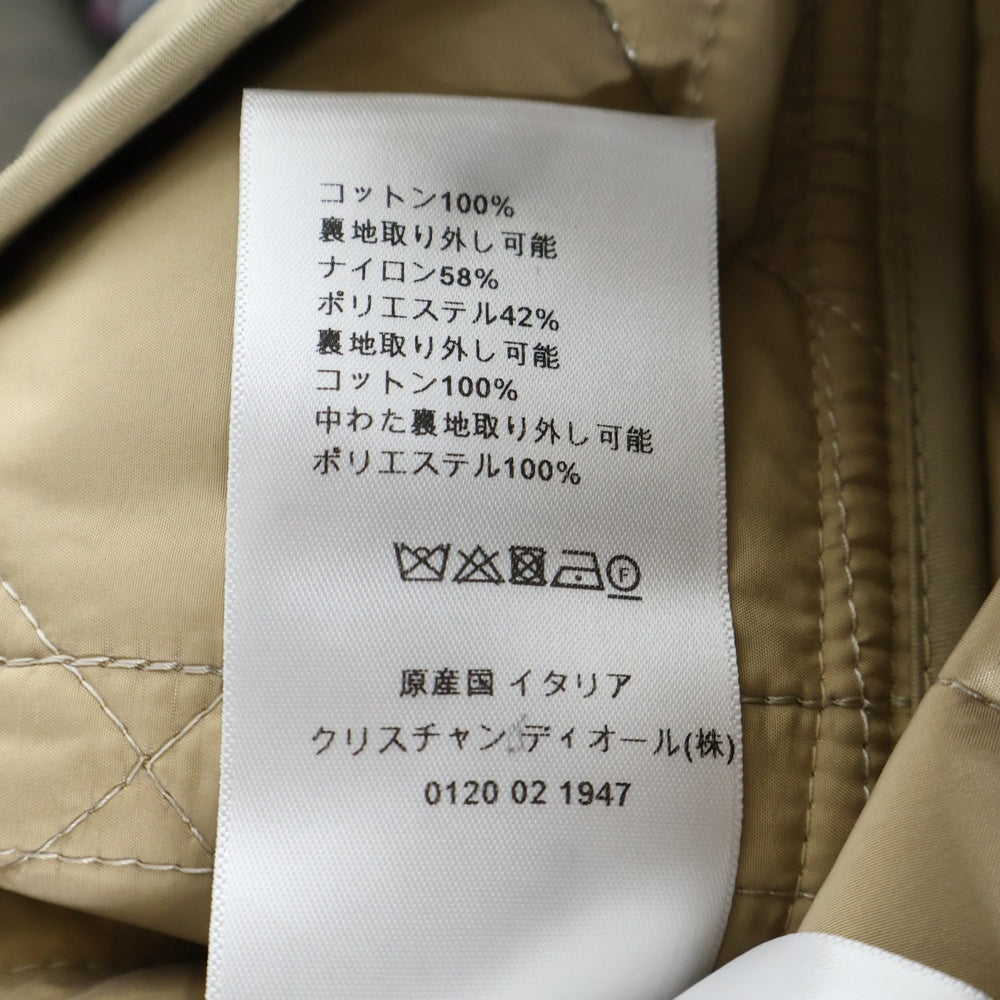 コットン100%
裏地取り外し可能
ナイロン58%
ポリエステル42%
裏地取り外し可能
コットン100%
中わた裏地取り外し可能
ポリエステル100%
F
原産国 イタリア
クリスチャン ディオール(株)
0120 02 1947